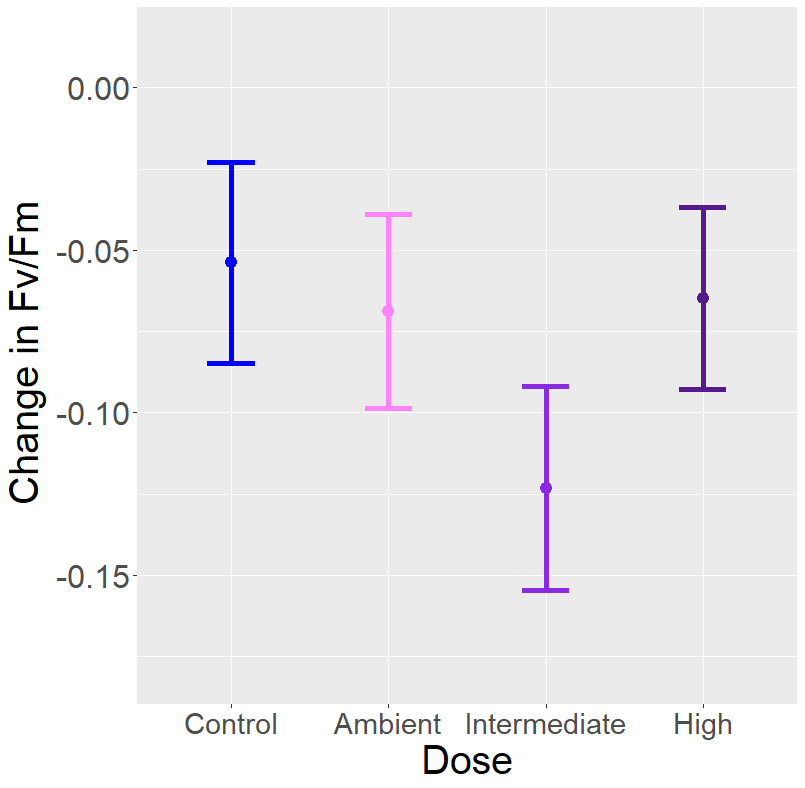 Change in Fv/Fm
0.00
-0.05
-0.10
-0.15
Control Ambient Intermediate High
Dose